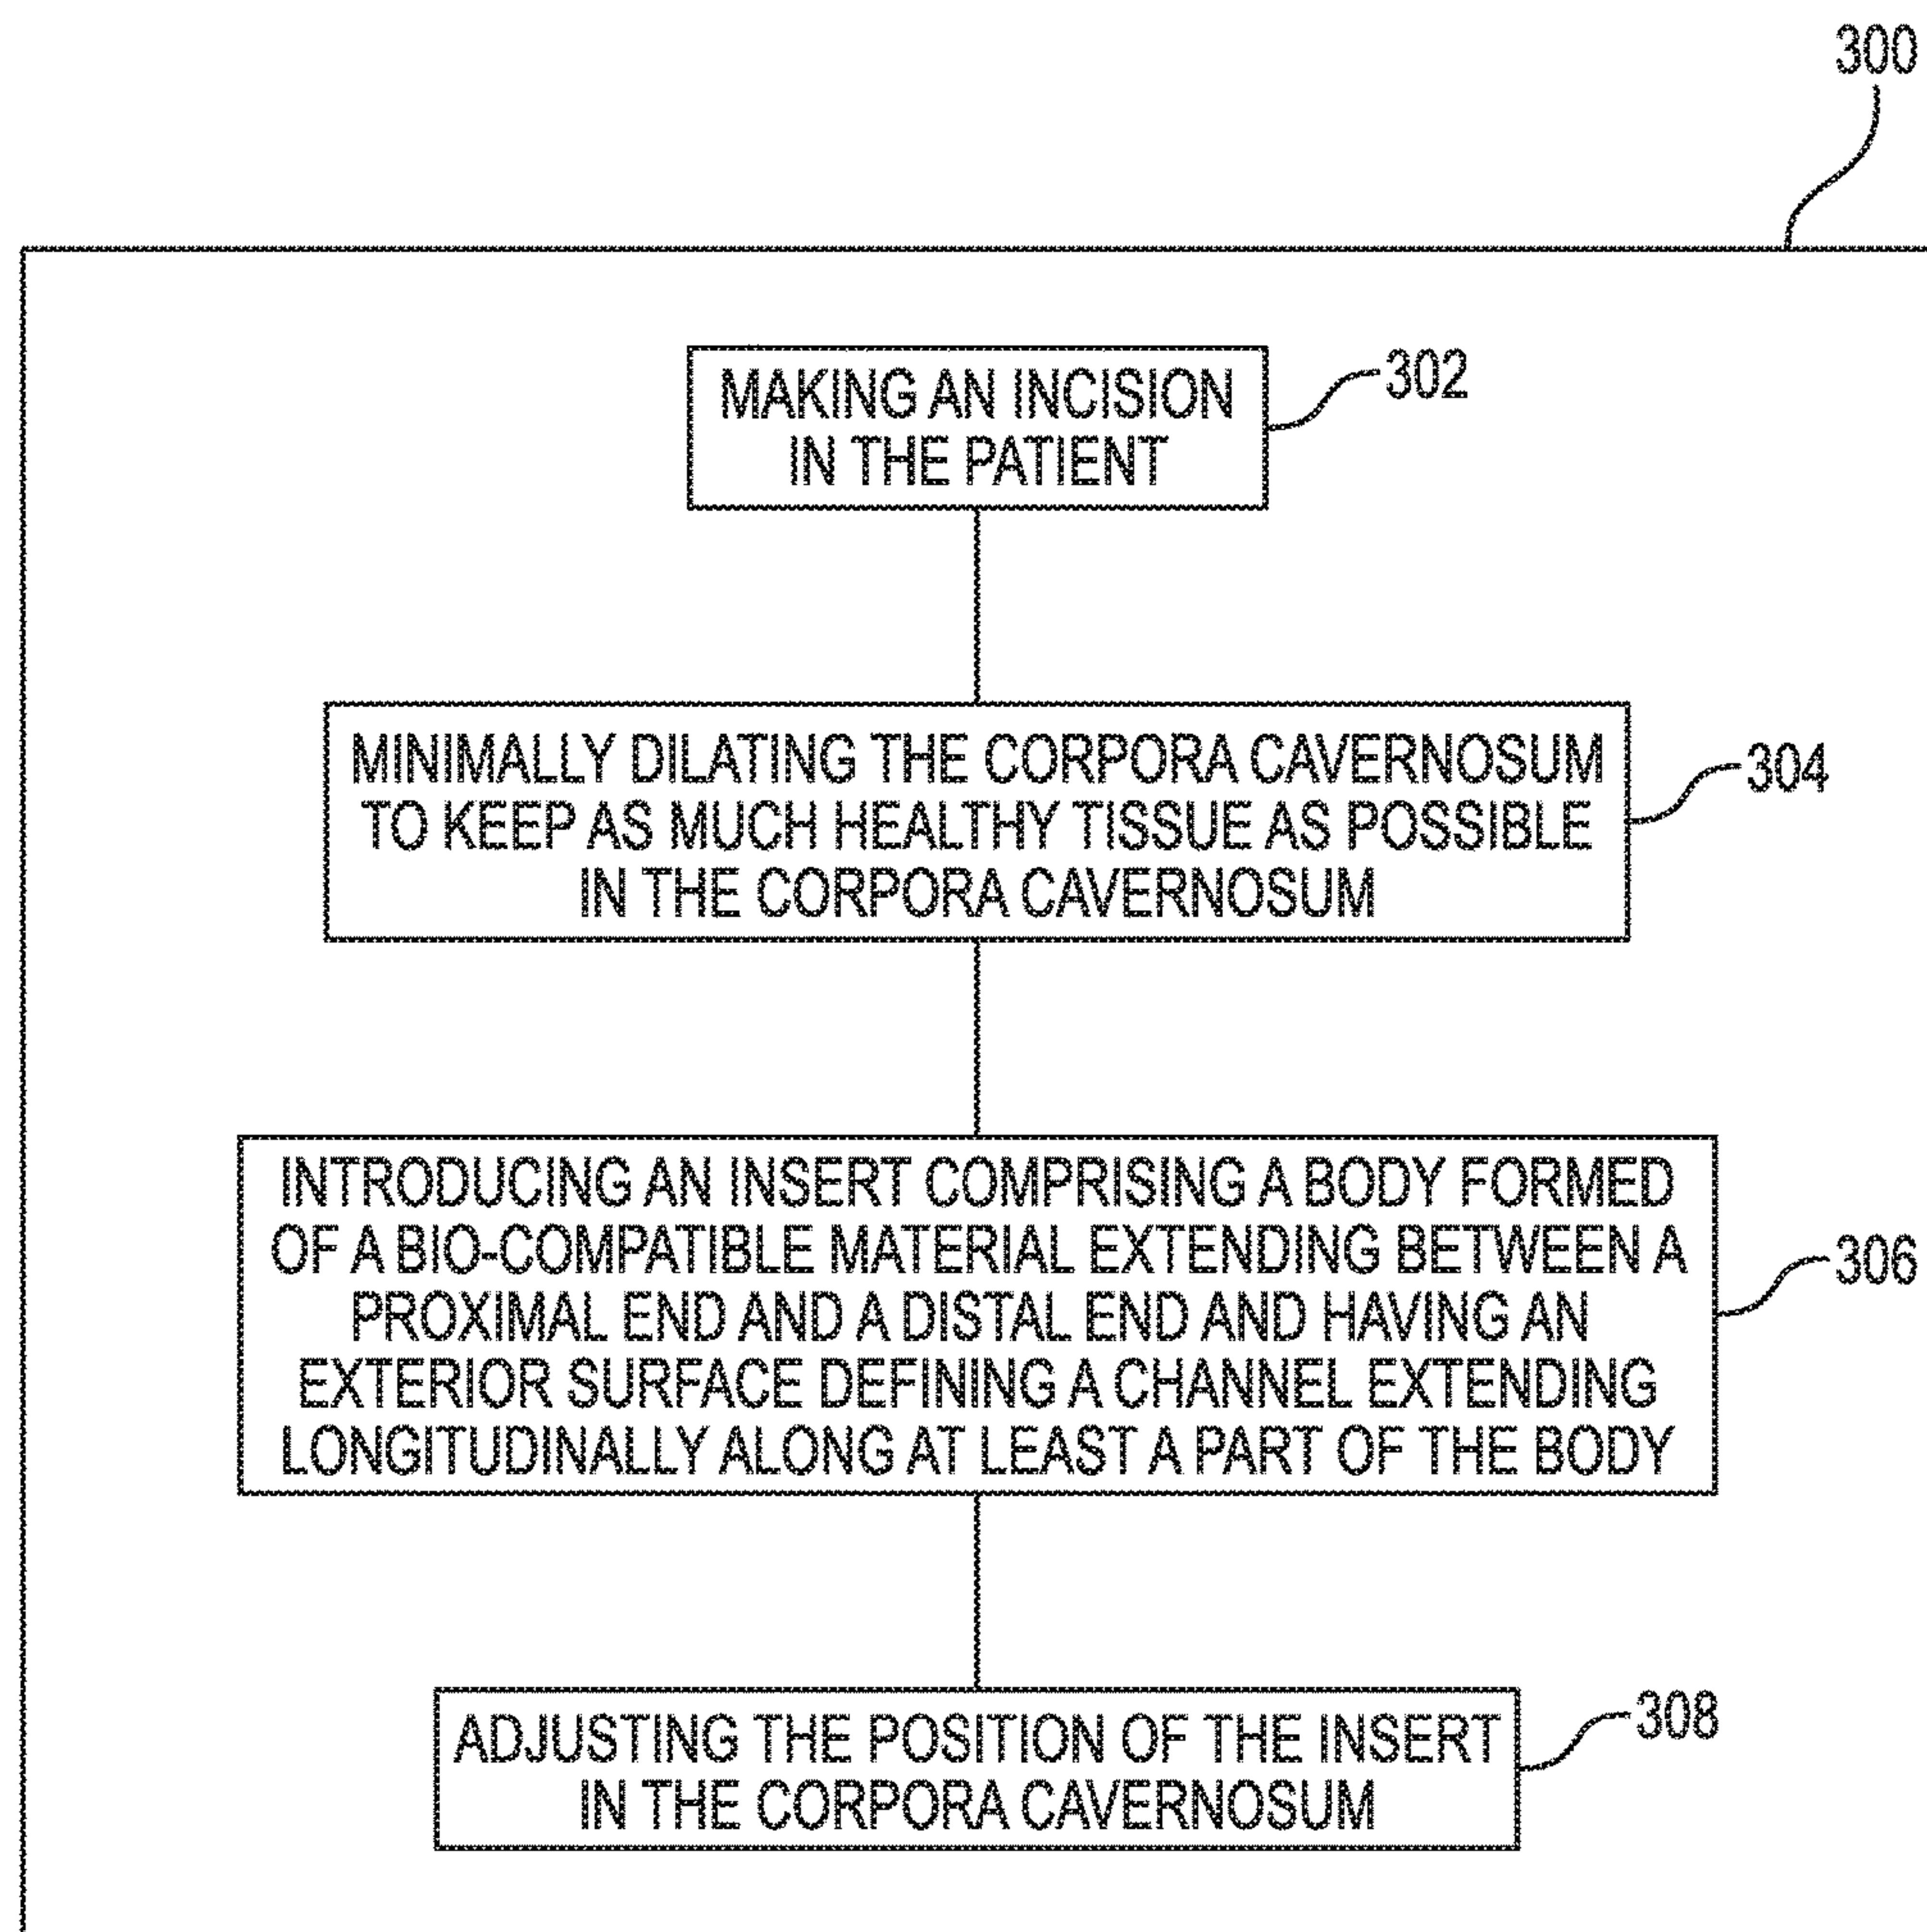 300
MAKING AN INCISION
IN THE PATIENT
302
MINIMALLY DILATING THE CORPORA CAVERNOSUM
TO KEEP AS MUCH HEALTHY TISSUE AS POSSIBLE
IN THE CORPORA CAVERNOSUM
304
INTRODUCING AN INSERT COMPRISING A BODY FORMED
OF A BIO-COMPATIBLE MATERIAL EXTENDING BETWEEN A
PROXIMAL END AND A DISTAL END AND HAVING AN
EXTERIOR SURFACE DEFINING A CHANNEL EXTENDING
LONGITUDINALLY ALONG AT LEAST A PART OF THE BODY
306
ADJUSTING THE POSITION OF THE INSERT
IN THE CORPORA CAVERNOSUM
308